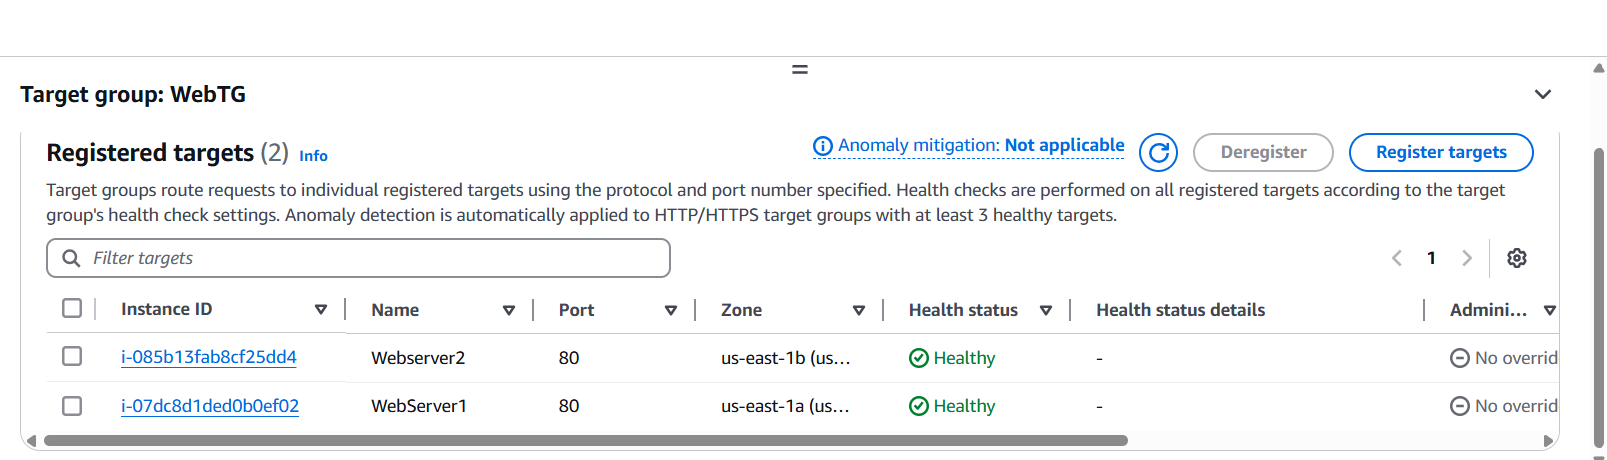 Target group: WebTG
Registered targets (2) Info
Anomaly mitigation: Not applicable
Deregister
Register targets
Target groups route requests to individual registered targets using the protocol and port number specified. Health checks are performed on all registered targets according to the target
group's health check settings. Anomaly detection is automatically applied to HTTP/HTTPS target groups with at least 3 healthy targets.
Filter targets
1
Instance ID Name Port Zone Health status Health status details Admini...
i-085b13fab8cf25dd4 Webserver2 80 us-east-1b (us... Healthy - No overrid
i-07dc8d1ded0b0ef02 WebServer1 80 us-east-1a (us... Healthy - No overrid